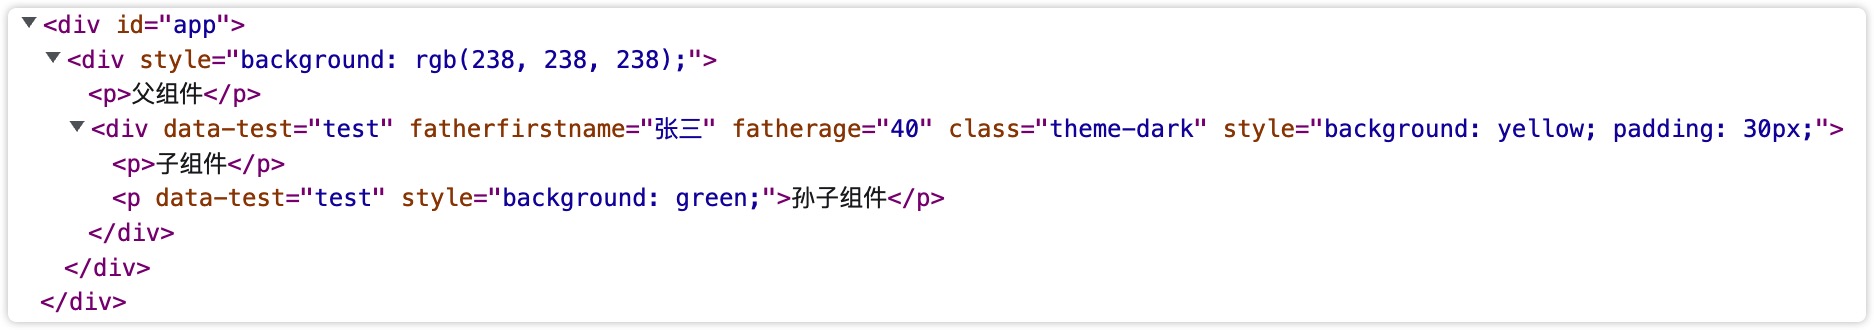 <div id="app">
<div style="background: rgb(238, 238, 238);">
<p>父组件</p>
<div data-test="test" fatherfirstname="张三" fatherage="40" class="theme-dark" style="background: yellow; padding: 30px;">
<p>子组件</p>
<p data-test="test" style="background: green;">孙子组件</p>
</div>
</div>
</div>